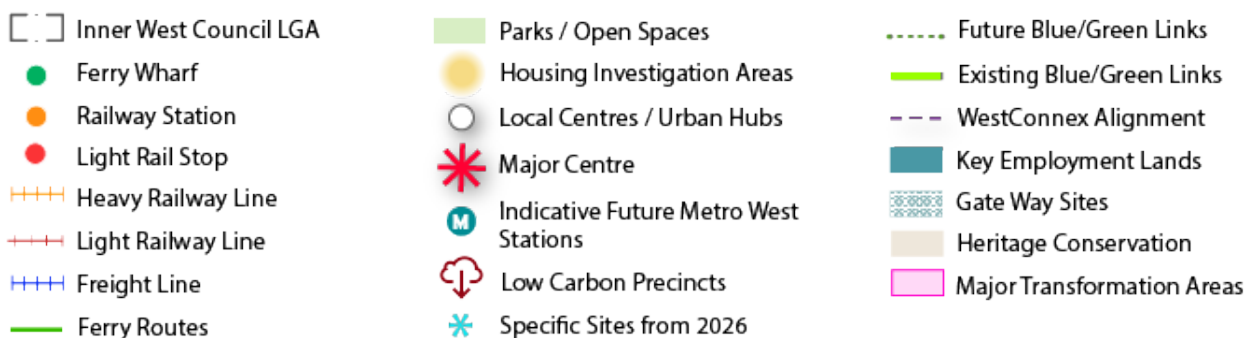 Inner West Council LGA
Ferry Wharf
Railway Station
Light Rail Stop
Heavy Railway Line
Light Railway Line
Freight Line
Ferry Routes
Parks / Open Spaces
Housing Investigation Areas
Local Centres / Urban Hubs
Major Centre
M
Indicative Future Metro West
Stations
Low Carbon Precincts
Specific Sites from 2026
Future Blue/Green Links
Existing Blue/Green Links
WestConnex Alignment
Key Employment Lands
Gate Way Sites
Heritage Conservation
Major Transformation Areas